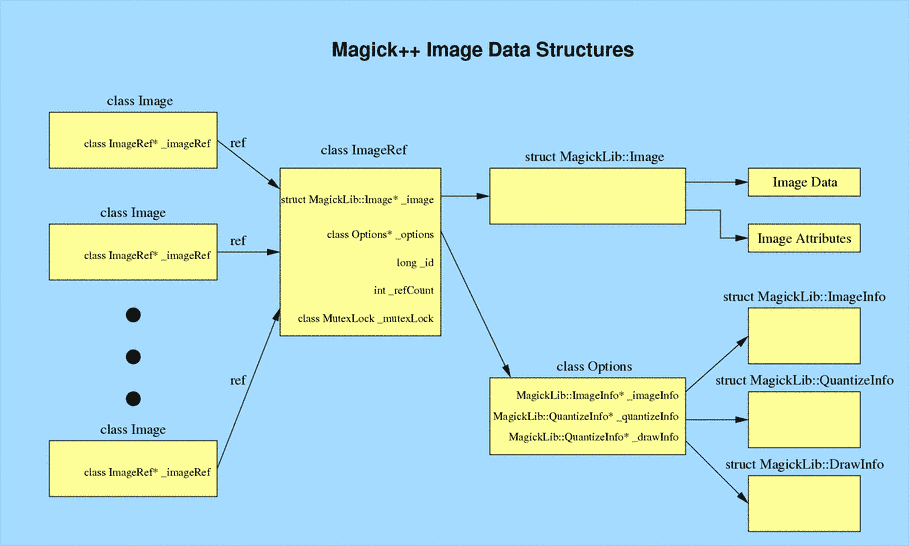 Magick++ Image Data Structures
class Image
class ImageRef* _imageRef
ref
class Image
class ImageRef* _imageRef
ref
class Image
class ImageRef* _imageRef
ref
class ImageRef
struct MagickLib::Image* _image
class Options* _options
long _id
int _refCount
class MutexLock _mutexLock
struct MagickLib::Image
Image Data
Image Attributes
class Options
MagickLib::ImageInfo* _imageInfo
MagickLib::QuantizeInfo* _quantizeInfo
MagickLib::QuantizeInfo* _drawInfo
struct MagickLib::ImageInfo
struct MagickLib::QuantizeInfo
struct MagickLib::DrawInfo